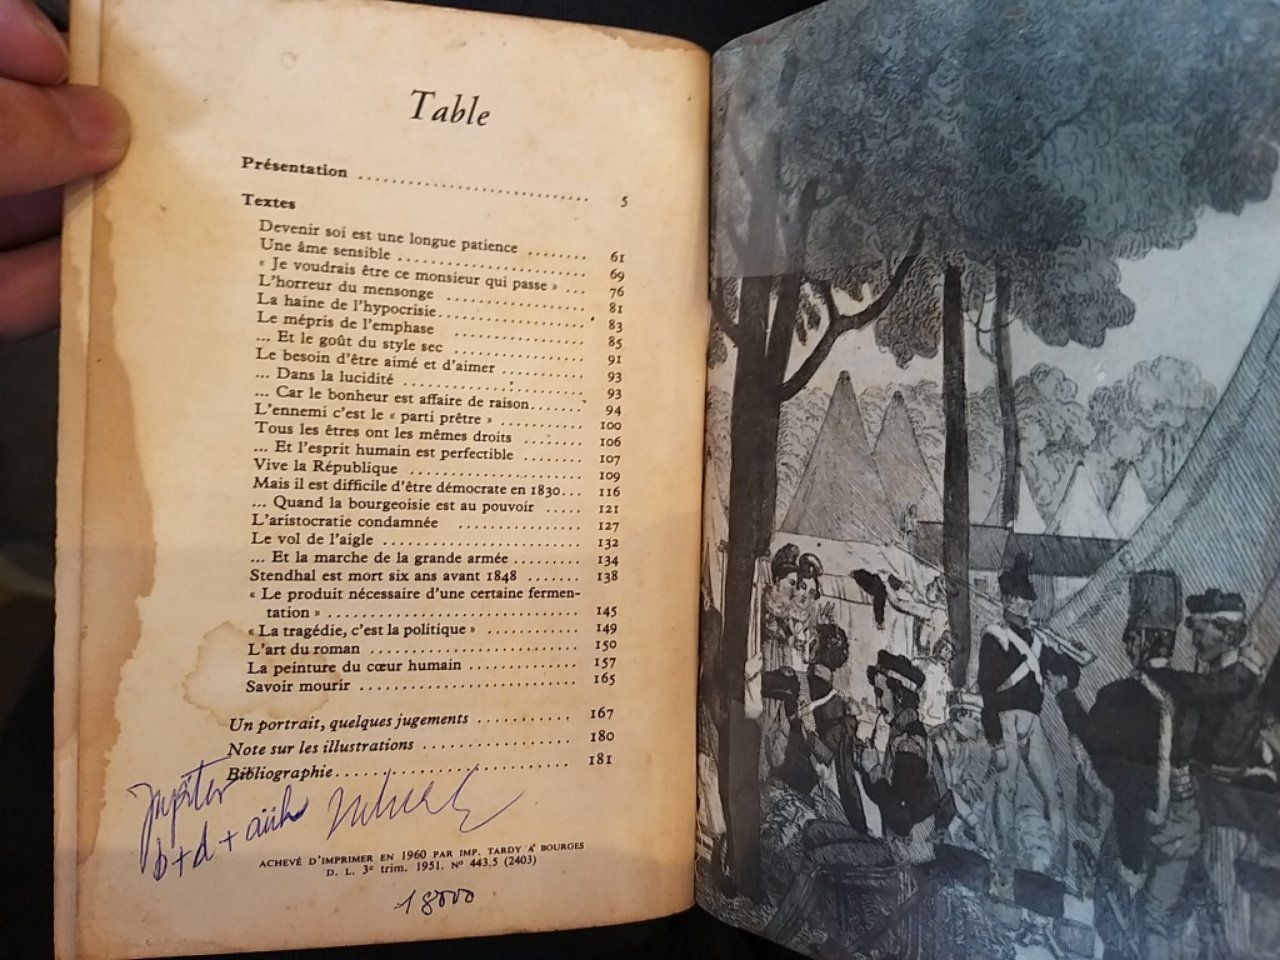 Table
Présentation .......... 5
Textes
Devenir soi est une longue patience ........ 61
Une âme sensible .......... 69
« Je voudrais être ce monsieur qui passe » ... 76
L'horreur du mensonge .......... 81
La haine de l'hypocrisie .......... 83
Le mépris de l'emphase .......... 85
... Et le goût du style sec .......... 91
Le besoin d'être aimé et d'aimer .......... 93
... Dans la lucidité .......... 93
... Car le bonheur est affaire de raison ....... 94
L'ennemi c'est le « parti prêtre » .......... 100
Tous les êtres ont les mêmes droits ........ 106
... Et l'esprit humain est perfectible ........ 107
Vive la République .......... 109
Mais il est difficile d'être démocrate en 1830 ... 116
... Quand la bourgeoisie est au pouvoir ..... 121
L'aristocratie condamnée .......... 127
Le vol de l'aigle .......... 132
... Et la marche de la grande armée .......... 134
Stendhal est mort six ans avant 1848 ....... 138
« Le produit nécessaire d'une certaine fermen-
tation » .......... 145
« La tragédie, c'est la politique » .......... 149
L'art du roman .......... 150
La peinture du cœur humain .......... 157
Savoir mourir .......... 165
Un portrait, quelques jugements .......... 167
Note sur les illustrations .......... 180
Bibliographie .......... 181
Jupiter
b+d+
ACHEVÉ D'IMPRIMER EN 1960 PAR IMP. TARDY A BOURGES
D. L. 3e trim. 1951. N° 443.5 (2403)
18000